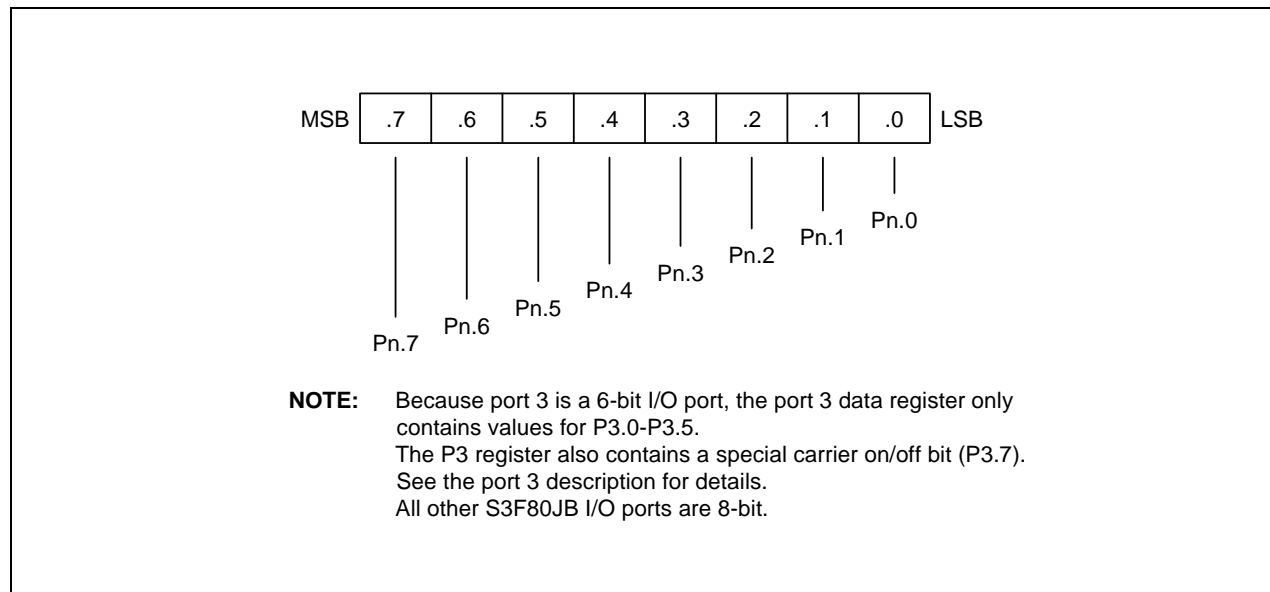 MSB .7 .6 .5 .4 .3 .2 .1 .0 LSB
Pn.0
Pn.1
Pn.2
Pn.3
Pn.4
Pn.5
Pn.6
Pn.7
NOTE: Because port 3 is a 6-bit I/O port, the port 3 data register only
contains values for P3.0-P3.5.
The P3 register also contains a special carrier on/off bit (P3.7).
See the port 3 description for details.
All other S3F80JB I/O ports are 8-bit.